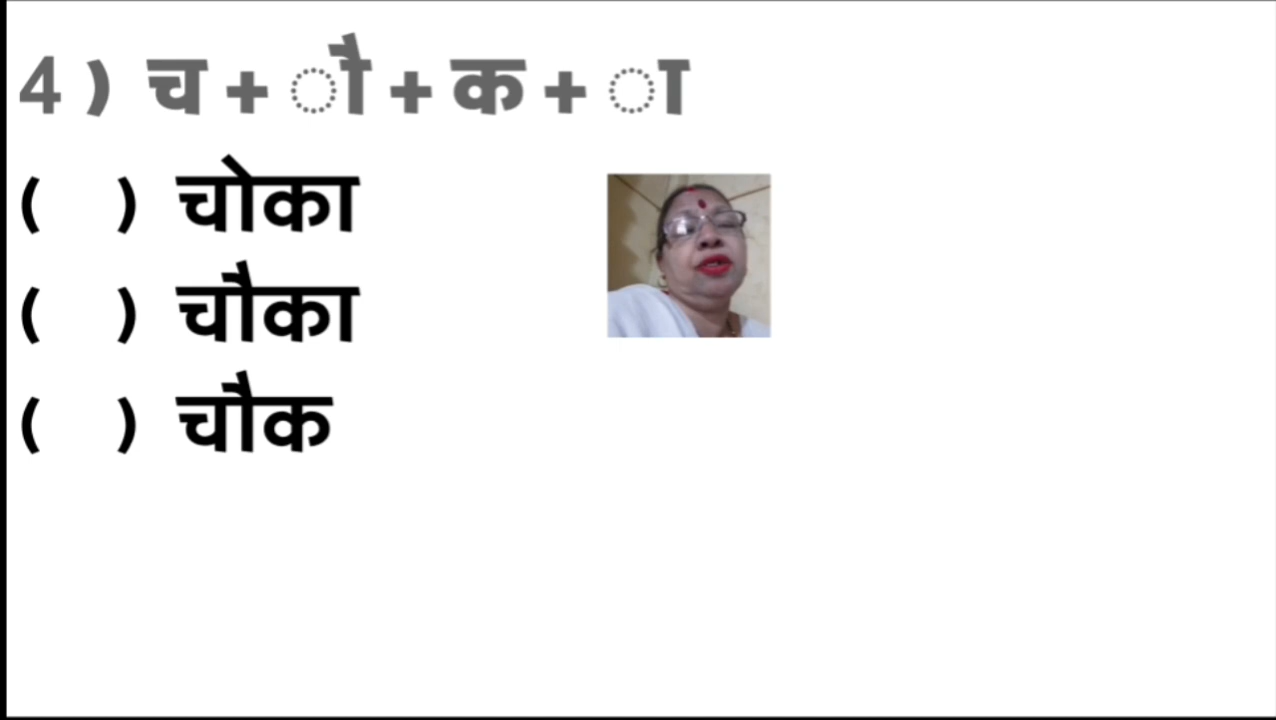 4 ) च + ौ + क + ा
( ) चोका
( ) चौका
( ) चौक